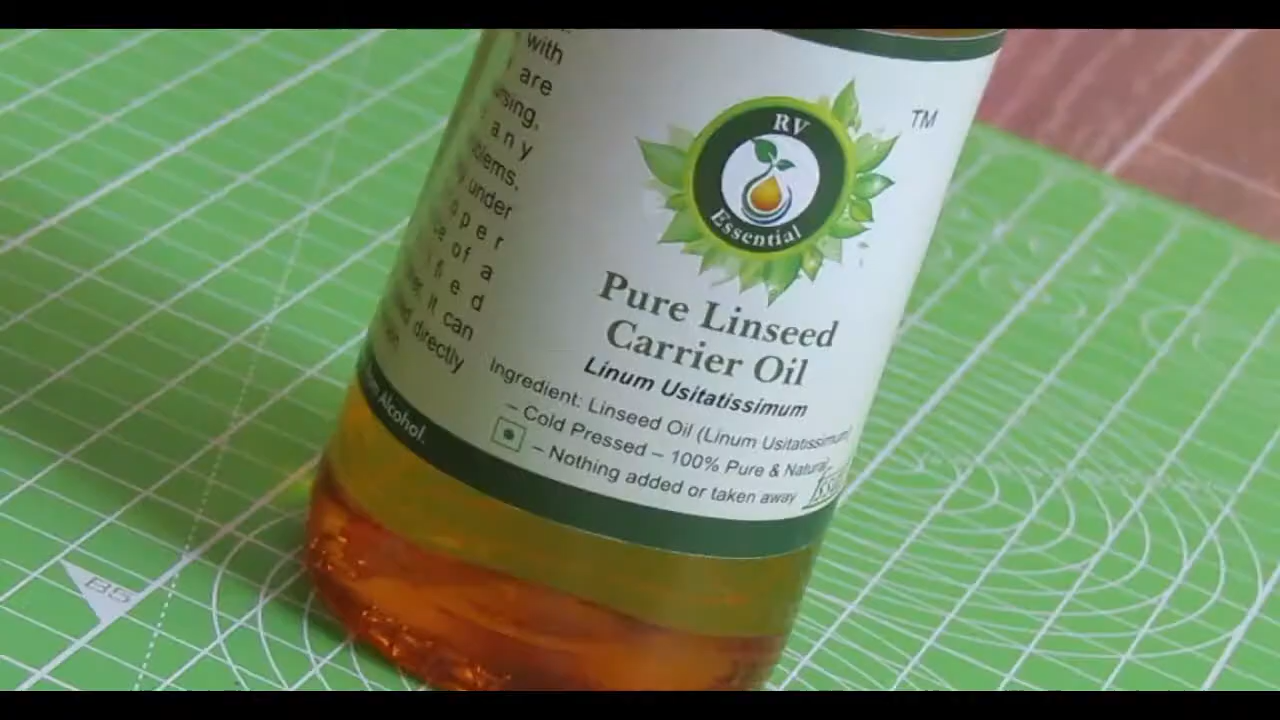 with
are
any
under
of a
it can
directly
Alcohol.
RV
Essential
TM
Pure Linseed
Carrier Oil
Linum Usitatissimum
Ingredient: Linseed Oil (Linum Usitatissimum)
– Cold Pressed – 100% Pure & Natural
– Nothing added or taken away
B5